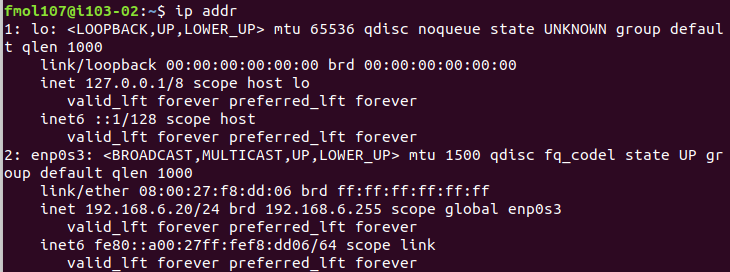 fmol107@i103-02:~$ ip addr
1: lo: <LOOPBACK,UP,LOWER_UP> mtu 65536 qdisc noqueue state UNKNOWN group defaul
t qlen 1000
    link/loopback 00:00:00:00:00:00 brd 00:00:00:00:00:00
    inet 127.0.0.1/8 scope host lo
       valid_lft forever preferred_lft forever
    inet6 ::1/128 scope host
       valid_lft forever preferred_lft forever
2: enp0s3: <BROADCAST,MULTICAST,UP,LOWER_UP> mtu 1500 qdisc fq_codel state UP gr
oup default qlen 1000
    link/ether 08:00:27:f8:dd:06 brd ff:ff:ff:ff:ff:ff
    inet 192.168.6.20/24 brd 192.168.6.255 scope global enp0s3
       valid_lft forever preferred_lft forever
    inet6 fe80::a00:27ff:fef8:dd06/64 scope link
       valid_lft forever preferred_lft forever